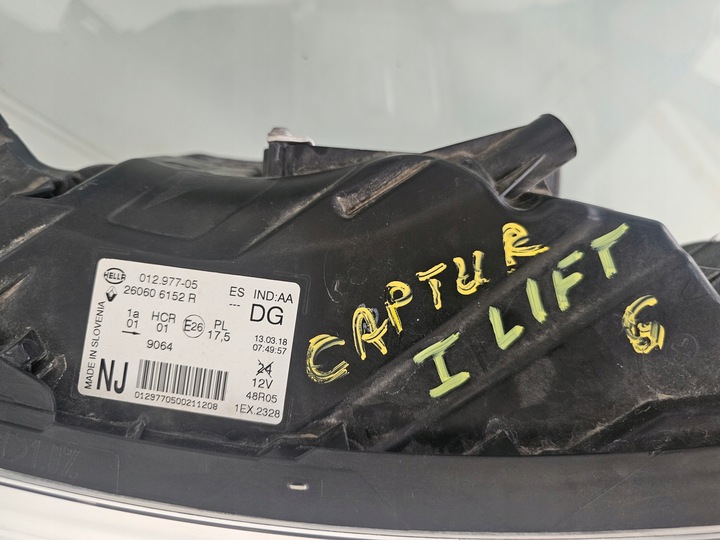 HELLA
012.977-05
26060 6152 R
ES IND:AA
--- DG
1a HCR PL
01 01 E26 17,5
9064
13.03.18
07:49:57
MADE IN SLOVENIA
NJ
24
12V
48R05
0129770500211208
1EX.2328
CAPTUR
I LIFT
G